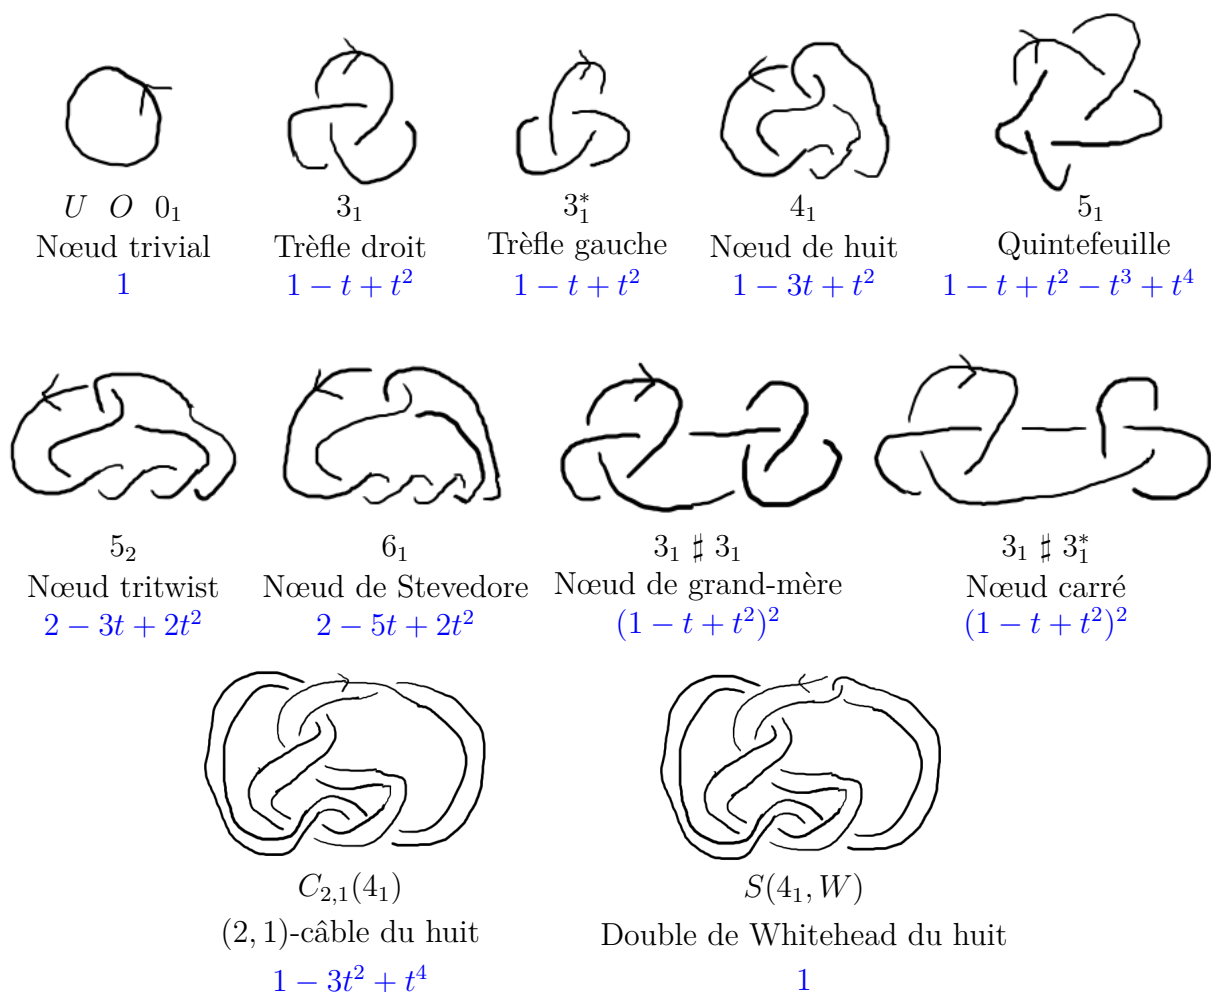 U O 0₁
Nœud trivial
1
3₁
Trèfle droit
1 − t + t²
3₁*
Trèfle gauche
1 − t + t²
4₁
Nœud de huit
1 − 3t + t²
5₁
Quintefeuille
1 − t + t² − t³ + t⁴
5₂
Nœud tritwist
2 − 3t + 2t²
6₁
Nœud de Stevedore
2 − 5t + 2t²
3₁ ♯ 3₁
Nœud de grand-mère
(1 − t + t²)²
3₁ ♯ 3₁*
Nœud carré
(1 − t + t²)²
C₂,₁(4₁)
(2, 1)-câble du huit
1 − 3t² + t⁴
S(4₁, W)
Double de Whitehead du huit
1